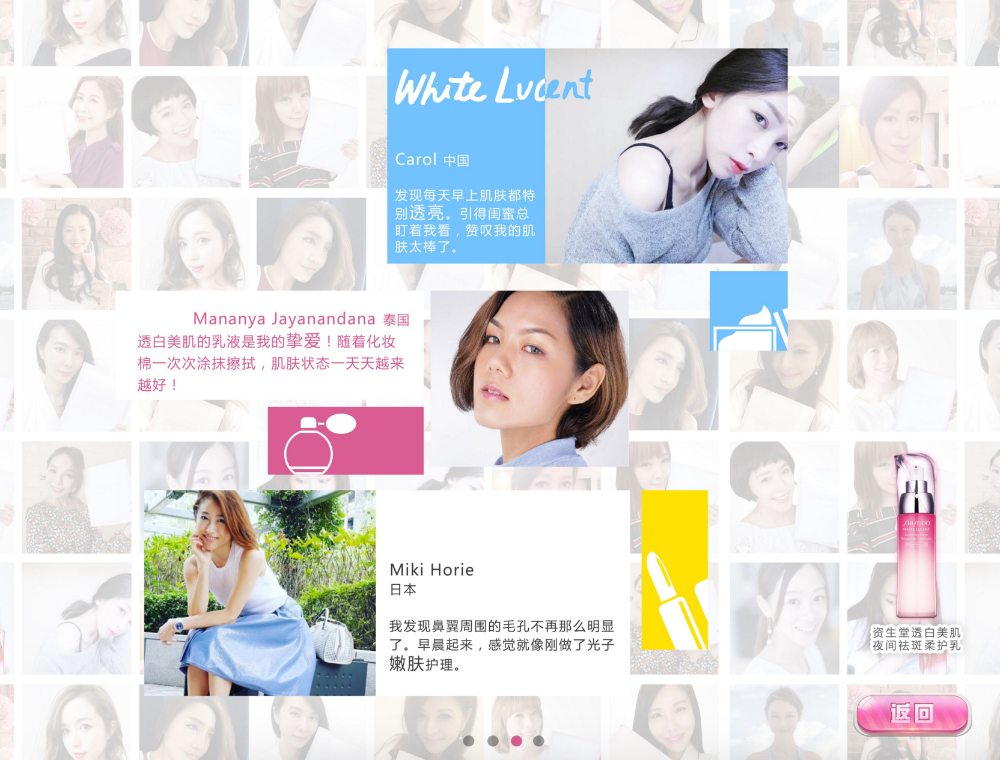 White Lucent
Carol 中国
发现每天早上肌肤都特
别透亮。引得闺蜜总
盯着我看，赞叹我的肌
肤太棒了。
Mananya Jayanandana 泰国
透白美肌的乳液是我的挚爱！随着化妆
棉一次次涂抹擦拭，肌肤状态一天天越来
越好！
Miki Horie
日本
我发现鼻翼周围的毛孔不再那么明显
了。早晨起来，感觉就像刚做了光子
嫩肤护理。
SHISEIDO
WHITE LUCENT
资生堂透白美肌
夜间祛斑柔护乳
返回